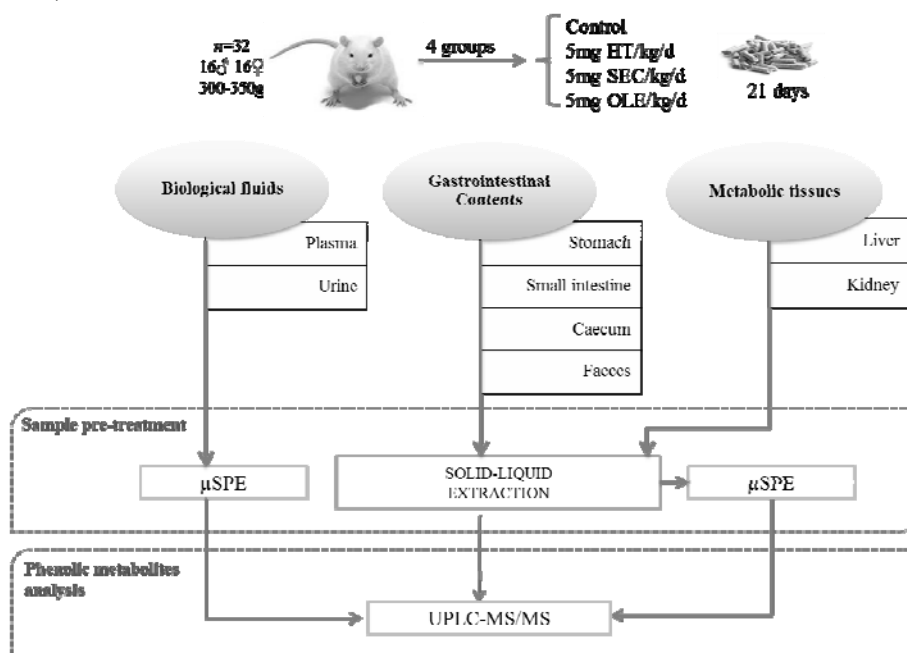 n=32
16♂ 16♀
300-350g
4 groups
Control
5mg HT/kg/d
5mg SEC/kg/d
5mg OLE/kg/d
21 days
Biological fluids
Plasma
Urine
Gastrointestinal
Contents
Stomach
Small intestine
Caecum
Faeces
Metabolic tissues
Liver
Kidney
Sample pre-treatment
µSPE
SOLID-LIQUID
EXTRACTION
µSPE
Phenolic metabolites
analysis
UPLC-MS/MS